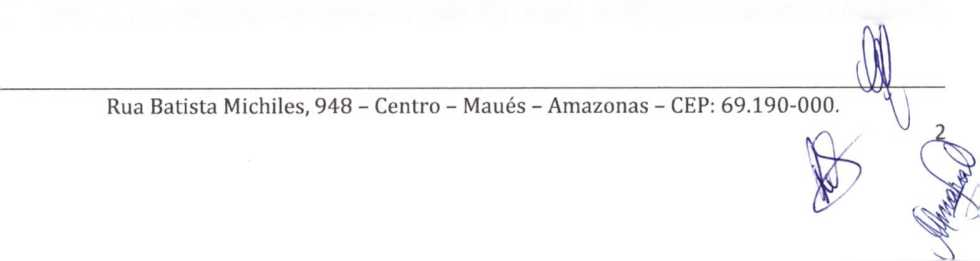 Rua Batista Michiles, 948 – Centro – Maués – Amazonas – CEP: 69.190-000.
2